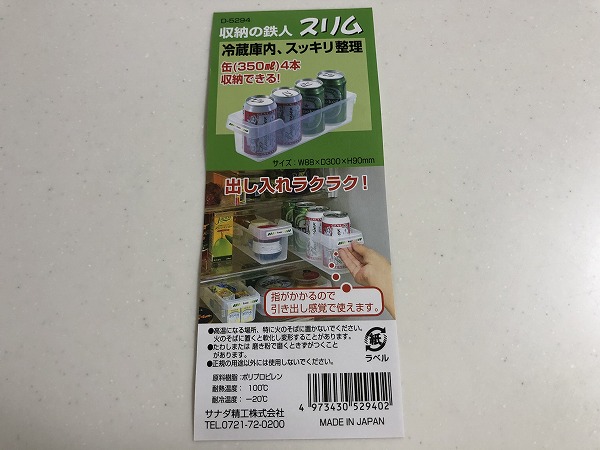 D-5294
収納の鉄人 スリム
冷蔵庫内、スッキリ整理
缶(350㎖)4本
収納できる!
サイズ:W88×D300×H90mm
出し入れラクラク!
指がかかるので
引き出し感覚で使えます。
●高温になる場所、特に火のそばに置かないでください。
火のそばに置くと軟化し変形することがあります。
●たわしまたは 磨き粉で磨くときずがつくこと
があります。
●正規の用途以外には使用しないでください。
紙
ラベル
原料樹脂:ポリプロピレン
耐熱温度: 100℃
耐冷温度: −20℃
サナダ精工株式会社
TEL.0721-72-0200
4 973430 529402
MADE IN JAPAN